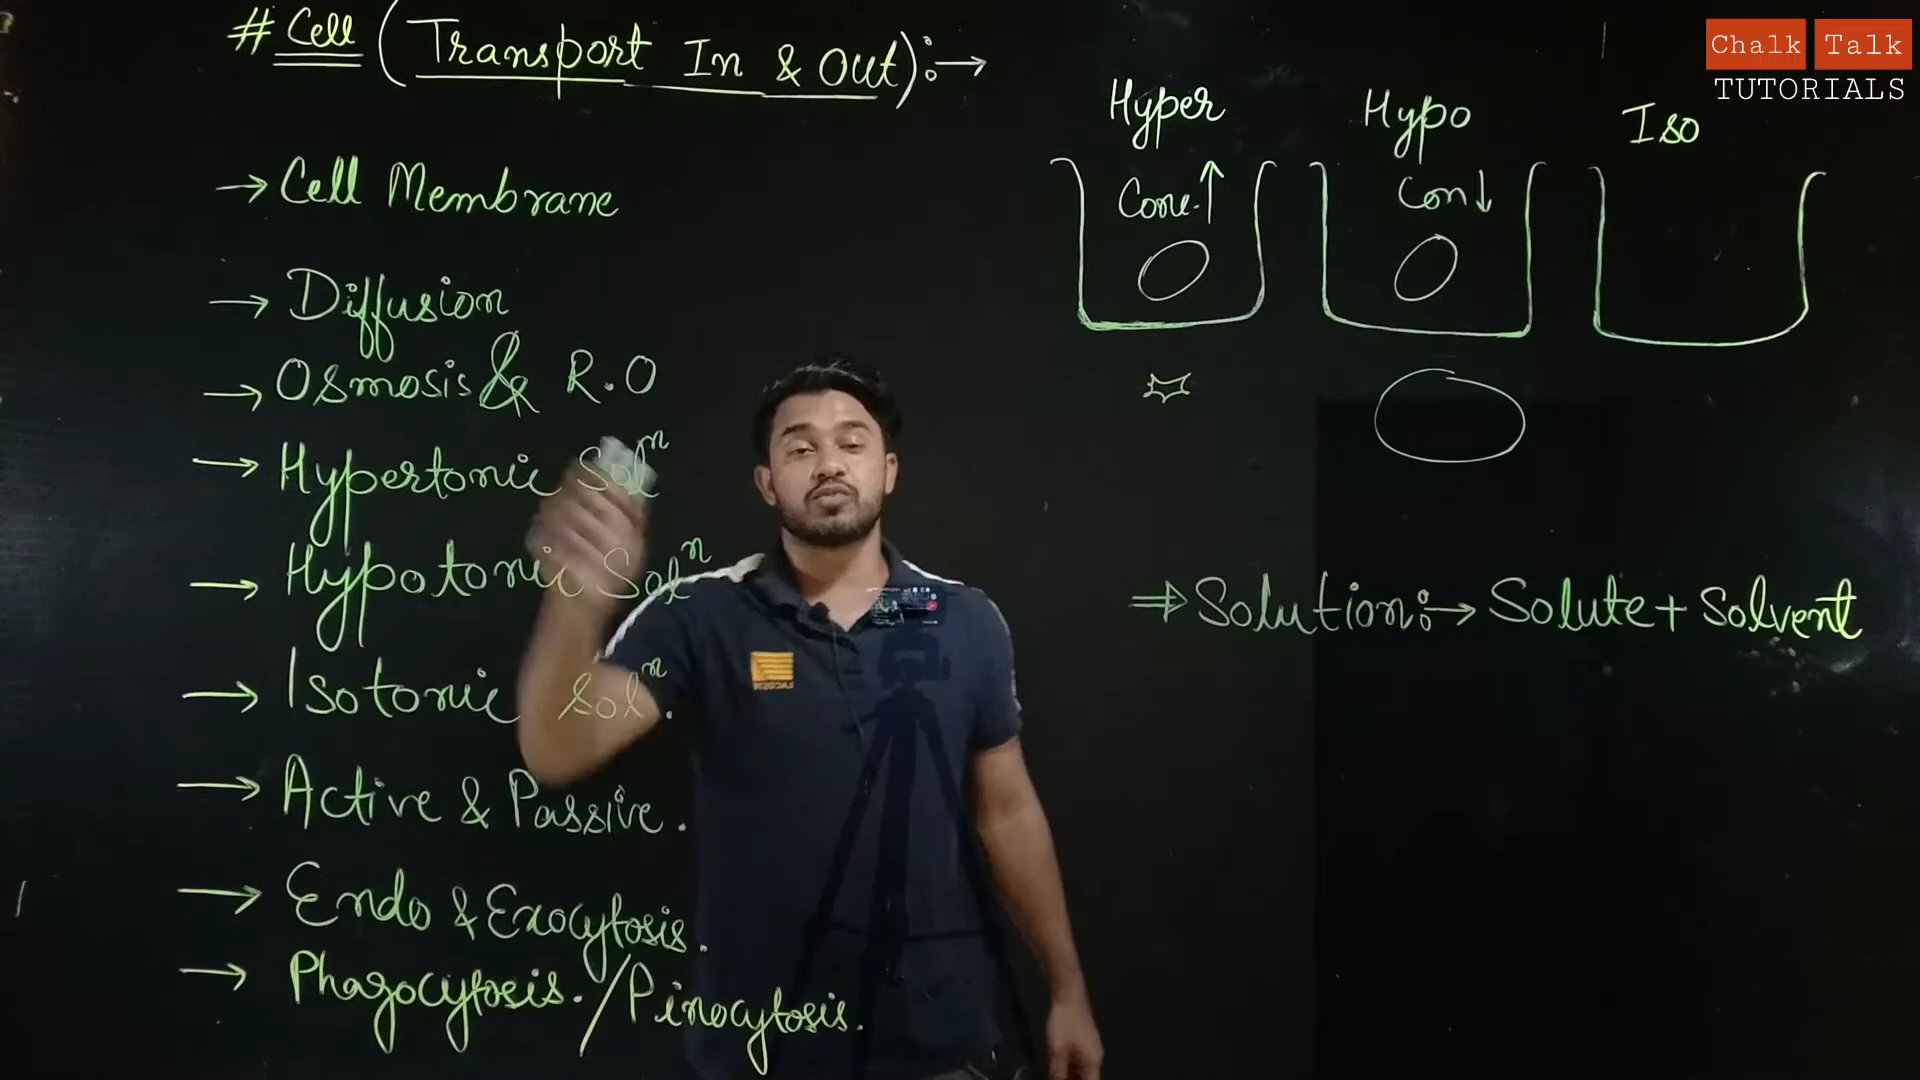 # Cell (Transport In & Out):→
→ Cell Membrane
→ Diffusion
→ Osmosis & R.O
→ Hypertonic Solⁿ
→ Hypotonic Solⁿ
→ Isotonic Solⁿ.
→ Active & Passive.
→ Endo & Exocytosis.
→ Phagocytosis./Pinocytosis.
Hyper Hypo Iso
Conc.↑ Con↓
⇒ Solution:→ Solute + Solvent
Chalk Talk
TUTORIALS